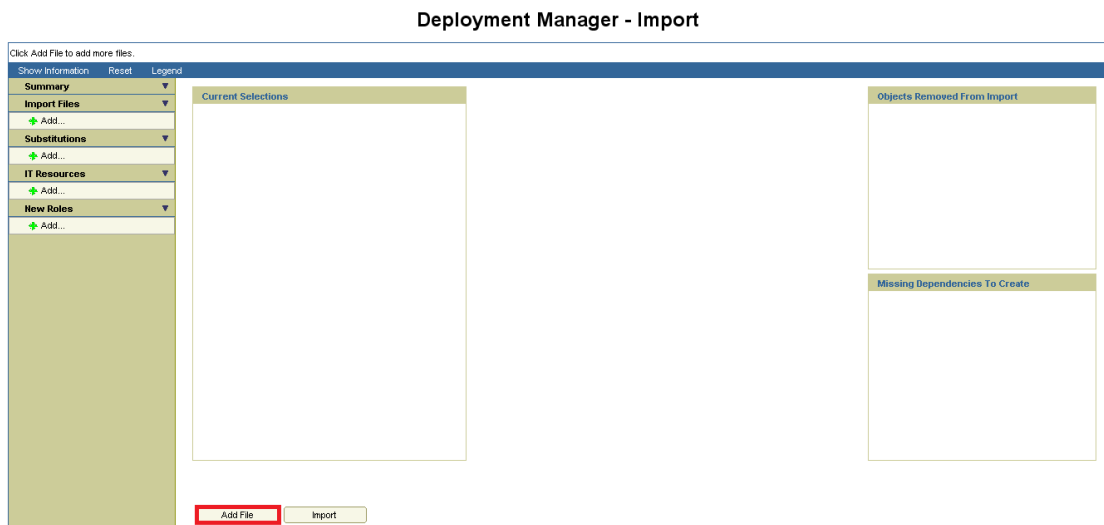 Deployment Manager - Import
Click Add File to add more files.
Show Information Reset Legend
Summary
Import Files
Add...
Substitutions
Add...
IT Resources
Add...
New Roles
Add...
Current Selections
Objects Removed From Import
Missing Dependencies To Create
Add File Import